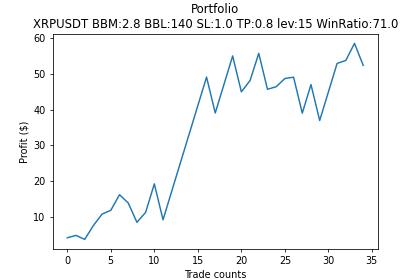 Portfolio
XRPUSDT BBM:2.8 BBL:140 SL:1.0 TP:0.8 lev:15 WinRatio:71.0
60
50
40
30
20
10
Profit ($)
0 5 10 15 20 25 30 35
Trade counts